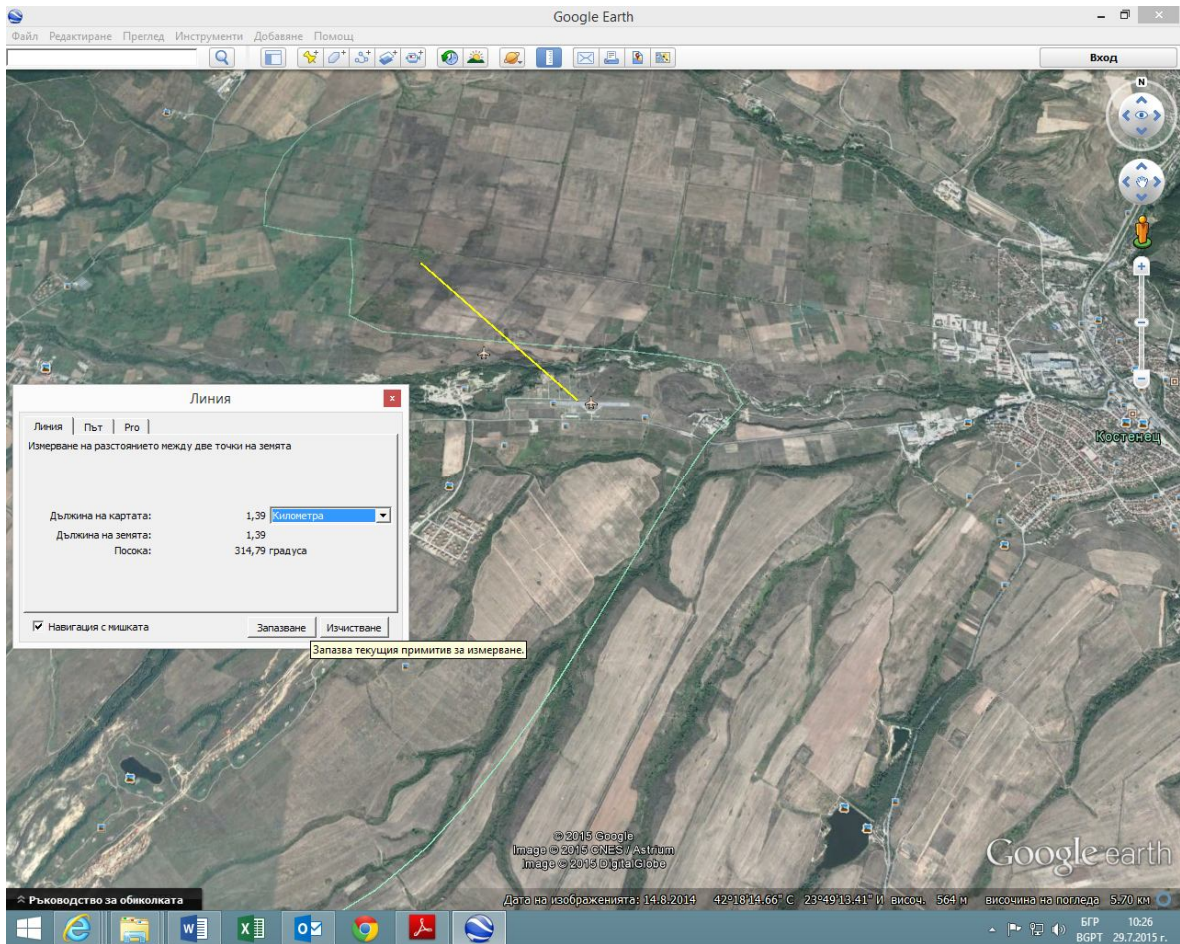 Google Earth
Файл Редактиране Преглед Инструменти Добавяне Помощ
Вход
N
Костенец
Линия
Линия Път Pro
Измерване на разстоянието между две точки на земята
Дължина на картата: 1,39 Километра
Дължина на земята: 1,39
Посока: 314,79 градуса
Навигация с мишката Запазване Изчистване
Запазва текущия примитив за измерване.
© 2015 Google
Image © 2015 CNES / Astrium
Image © 2015 DigitalGlobe
Google earth
Ръководство за обиколката
Дата на изображенията: 14.8.2014 42°18'14.66" С 23°49'13.41" И височ. 564 м височина на погледа 5.70 км
БГР 10:26
BGPT 29.7.2015 г.